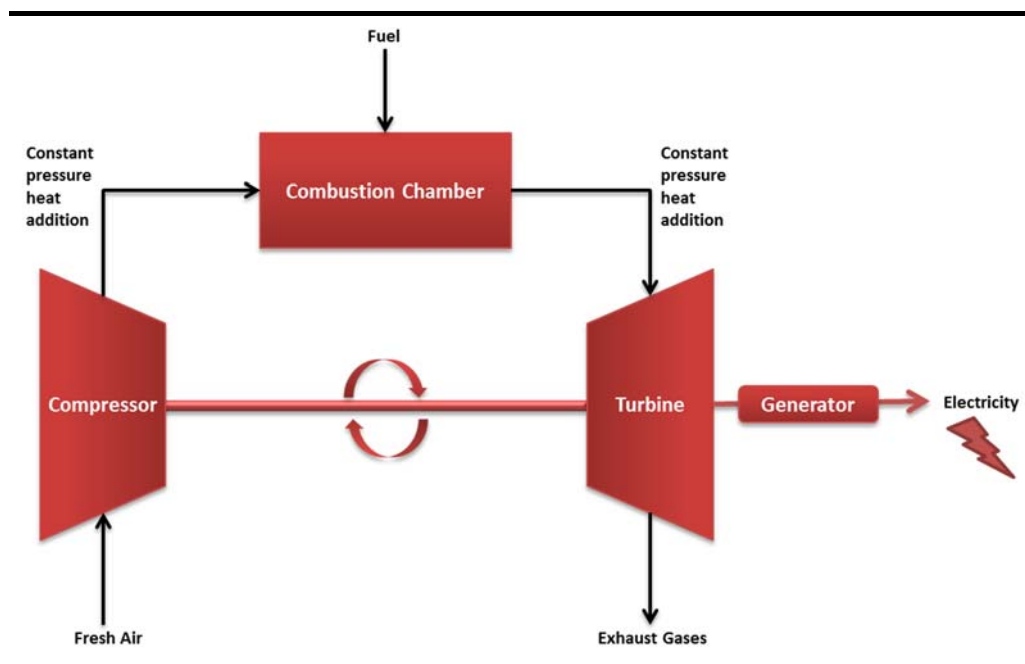 Fuel
Constant
pressure
heat
addition
Combustion Chamber
Constant
pressure
heat
addition
Compressor
Turbine
Generator
Electricity
Fresh Air
Exhaust Gases